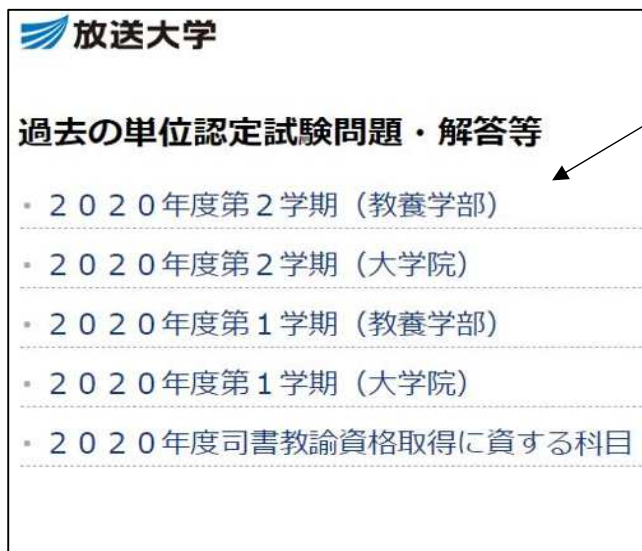 放送大学
過去の単位認定試験問題・解答等
２０２０年度第２学期（教養学部）
２０２０年度第２学期（大学院）
２０２０年度第１学期（教養学部）
２０２０年度第１学期（大学院）
２０２０年度司書教諭資格取得に資する科目